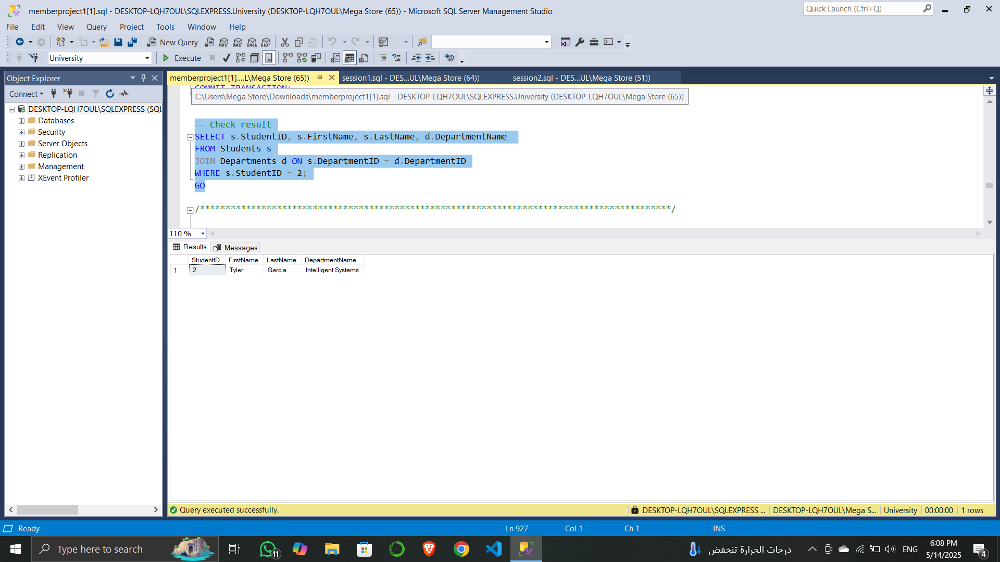 memberproject1[1].sql - DESKTOP-LQH7OUL\SQLEXPRESS.University (DESKTOP-LQH7OUL\Mega Store (65)) - Microsoft SQL Server Management Studio
Quick Launch (Ctrl+Q)
File Edit View Query Project Tools Window Help
New Query MDX DMX XMLA DAX
University Execute
Object Explorer
memberproject1[1]....L\Mega Store (65)) session1.sql - DES...UL\Mega Store (64)) session2.sql - DES...UL\Mega Store (51))
Connect
COMMIT TRANSACTION;
C:\Users\Mega Store\Downloads\memberproject1[1].sql - DESKTOP-LQH7OUL\SQLEXPRESS.University (DESKTOP-LQH7OUL\Mega Store (65))
DESKTOP-LQH7OUL\SQLEXPRESS (SQL
Databases
Security
Server Objects
Replication
Management
XEvent Profiler
-- Check result
SELECT s.StudentID, s.FirstName, s.LastName, d.DepartmentName
FROM Students s
JOIN Departments d ON s.DepartmentID = d.DepartmentID
WHERE s.StudentID = 2;
GO
/********************************************************************************************/
110 %
Results Messages
StudentID FirstName LastName DepartmentName
1 2 Tyler Garcia Intelligent Systems
Query executed successfully. DESKTOP-LQH7OUL\SQLEXPRESS ... DESKTOP-LQH7OUL\Mega S... University 00:00:00 1 rows
Ready Ln 927 Col 1 Ch 1 INS
Type here to search
11
درجات الحرارة تنخفض
ENG
6:08 PM
5/14/2025
4